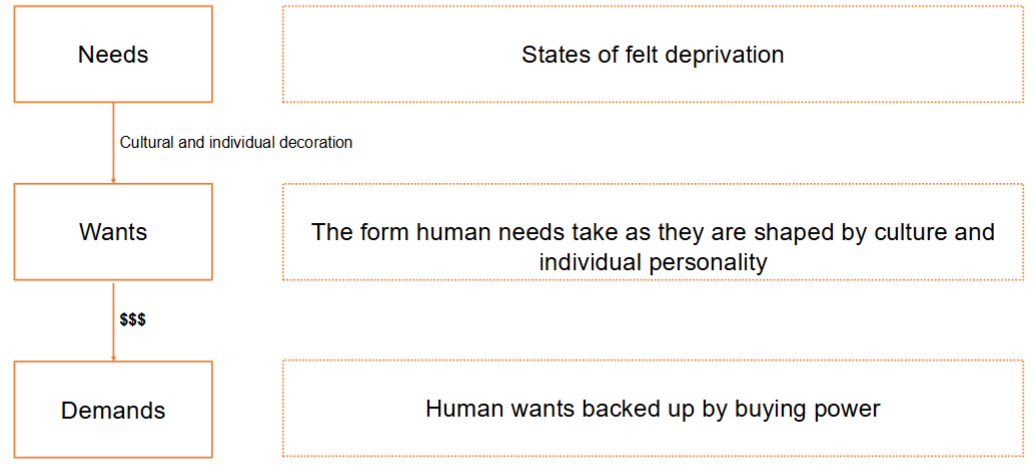 Needs
States of felt deprivation
Cultural and individual decoration
Wants
The form human needs take as they are shaped by culture and
individual personality
$$$
Demands
Human wants backed up by buying power